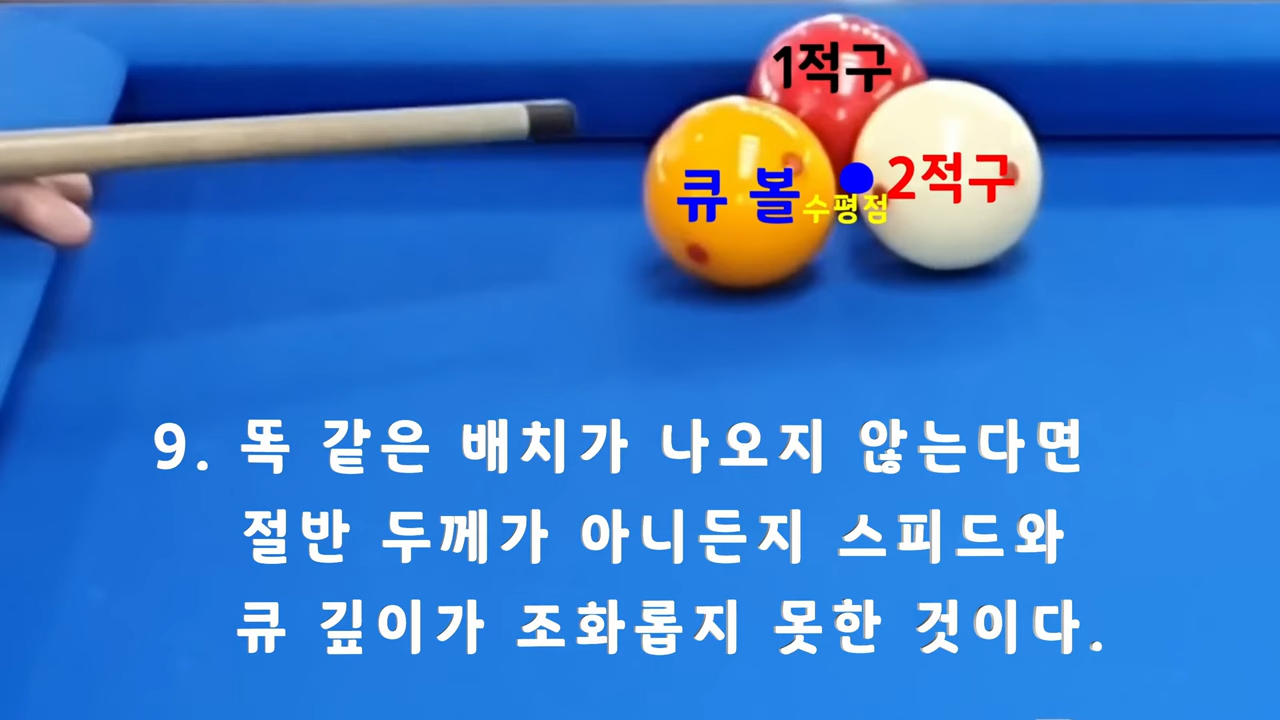 1적구
큐 볼
2적구
수평점
9. 똑 같은 배치가 나오지 않는다면
절반 두께가 아니든지 스피드와
큐 깊이가 조화롭지 못한 것이다.